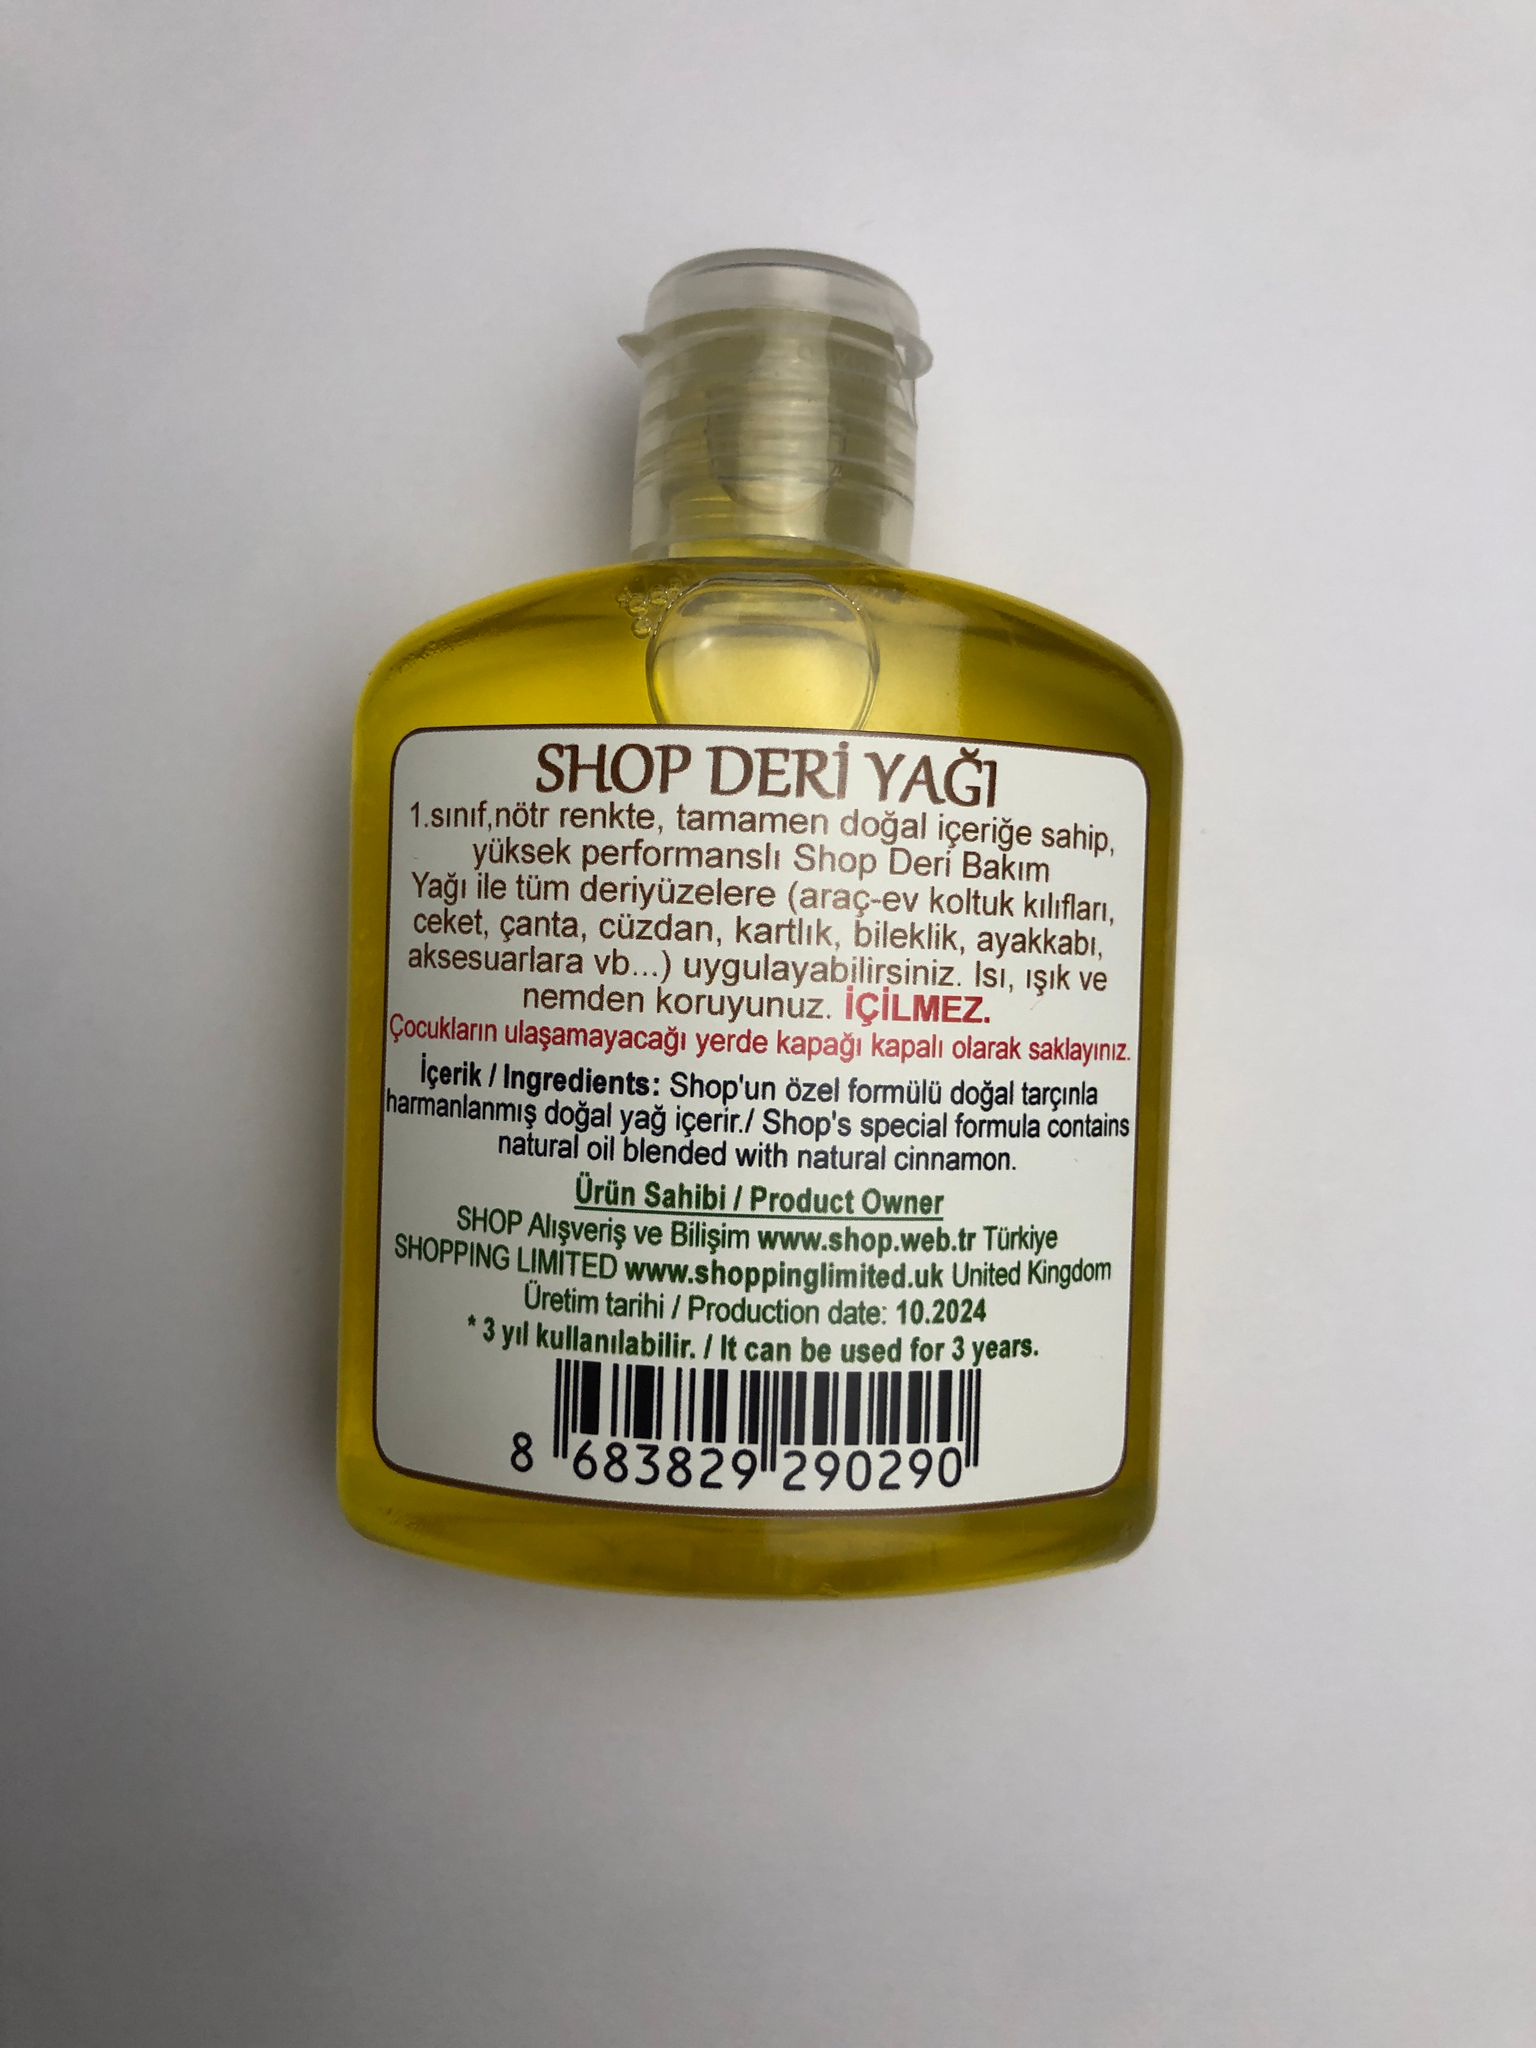 SHOP DERİ YAĞI
1.sınıf,nötr renkte, tamamen doğal içeriğe sahip,
yüksek performanslı Shop Deri Bakım
Yağı ile tüm deriyüzelere (araç-ev koltuk kılıfları,
ceket, çanta, cüzdan, kartlık, bileklik, ayakkabı,
aksesuarlara vb...) uygulayabilirsiniz. Isı, ışık ve
nemden koruyunuz. İÇİLMEZ.
Çocukların ulaşamayacağı yerde kapağı kapalı olarak saklayınız.
İçerik / Ingredients: Shop'un özel formülü doğal tarçınla
harmanlanmış doğal yağ içerir./ Shop's special formula contains
natural oil blended with natural cinnamon.
Ürün Sahibi / Product Owner
SHOP Alışveriş ve Bilişim www.shop.web.tr Türkiye
SHOPPING LIMITED www.shoppinglimited.uk United Kingdom
Üretim tarihi / Production date: 10.2024
* 3 yıl kullanılabilir. / It can be used for 3 years.
8 683829 290290